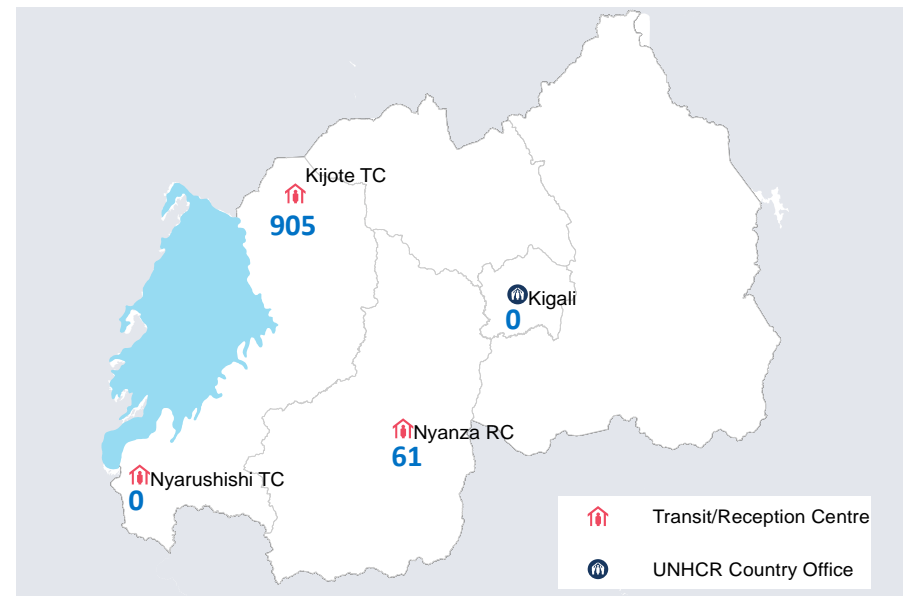 Kijote TC
905
Kigali
0
Nyanza RC
61
Nyarushishi TC
0
Transit/Reception Centre
UNHCR Country Office